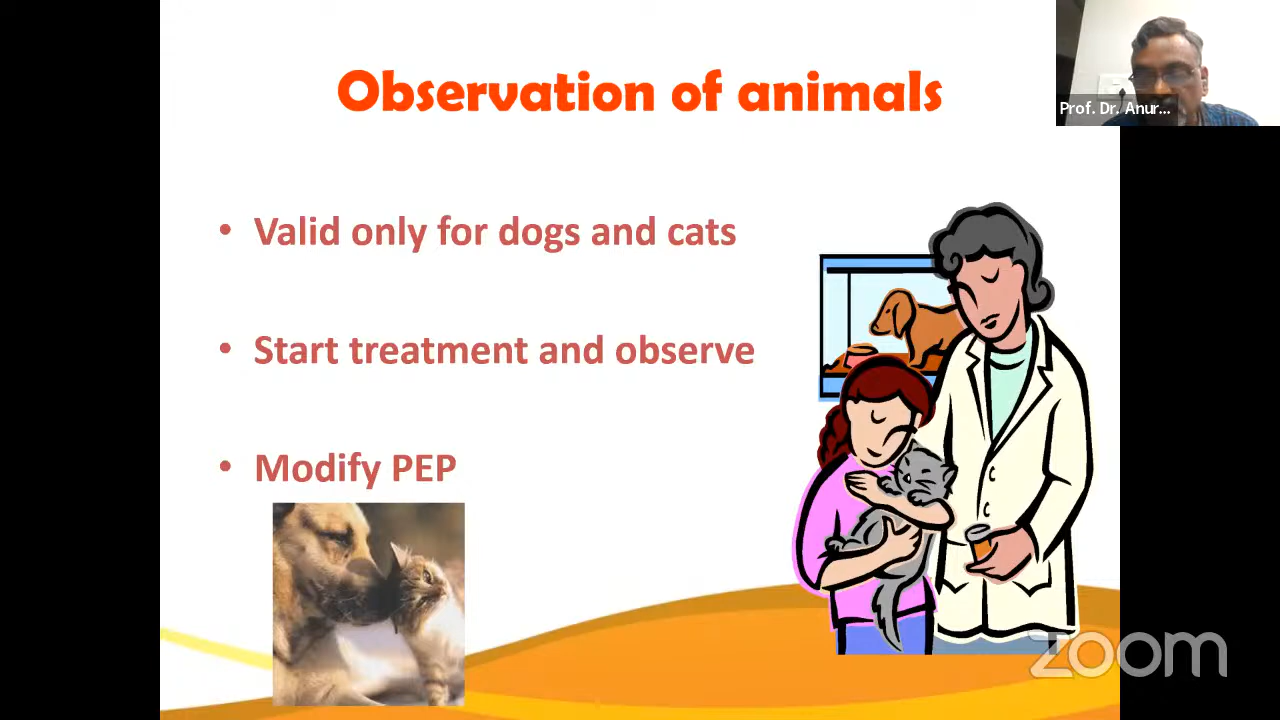 Observation of animals
Prof. Dr. Anur...
• Valid only for dogs and cats
• Start treatment and observe
• Modify PEP
zoom